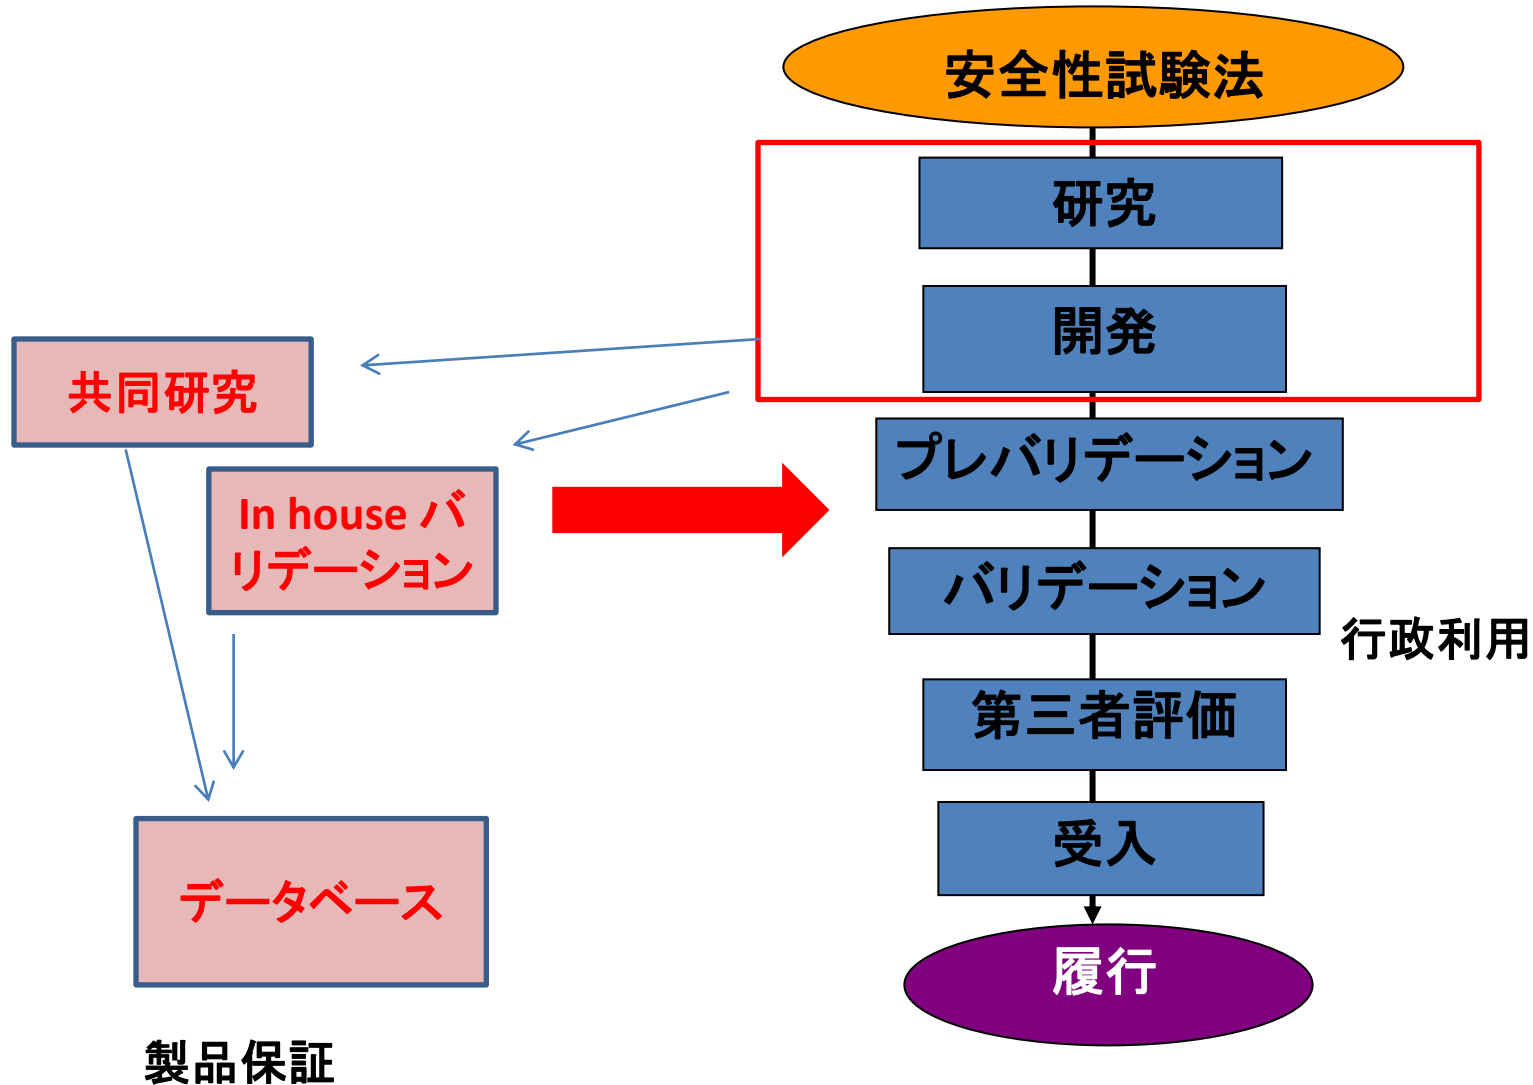 安全性試験法
研究
開発
プレバリデーション
バリデーション
第三者評価
受入
履行
行政利用
共同研究
In house バ
リデーション
データベース
製品保証